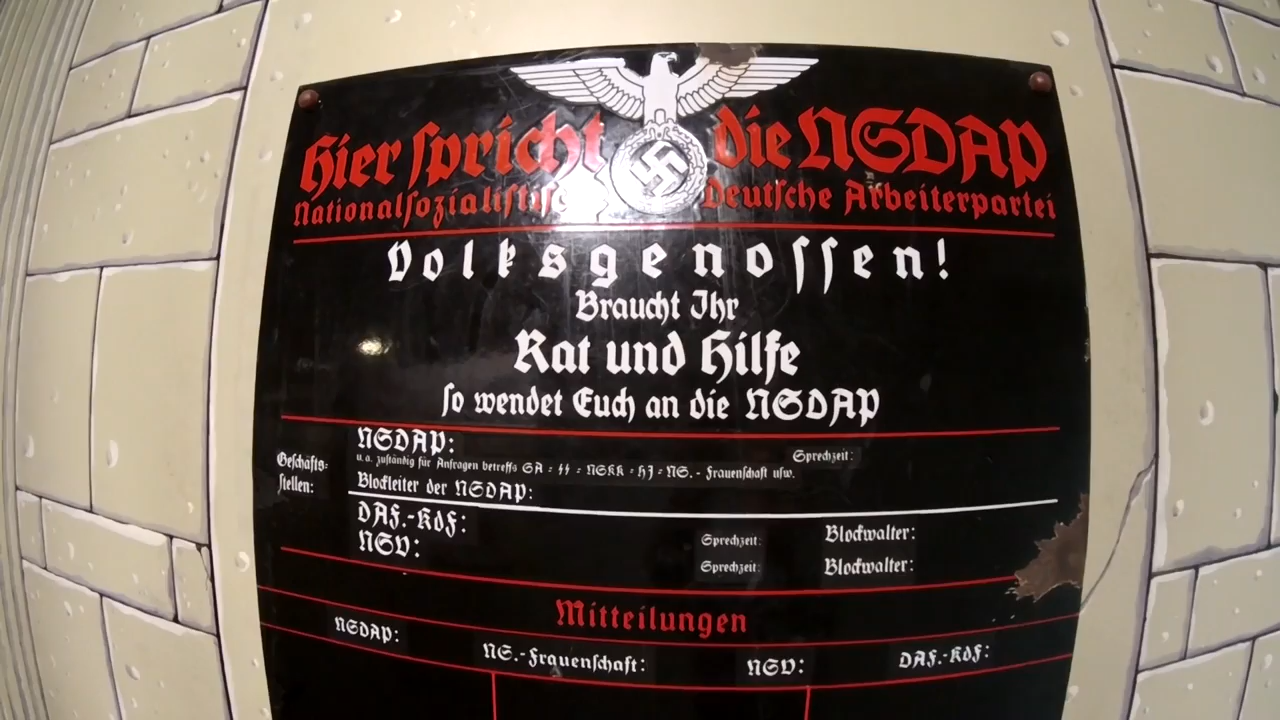 Hier spricht die NSDAP
Nationalsozialistische Deutsche Arbeiterpartei
Volksgenossen!
Braucht Ihr
Rat und Hilfe
so wendet Euch an die NSDAP
Geschäfts-
stellen:
NSDAP:
Sprechzeit:
u. a. zuständig für Anfragen betreffs SA = SS = NSKK = HJ = NS.- Frauenschaft usw.
Blockleiter der NSDAP:
DAF.-KdF: Sprechzeit: Blockwalter:
NSV: Sprechzeit: Blockwalter:
Mitteilungen
NSDAP: NS.-Frauenschaft: NSV: DAF.-KdF: